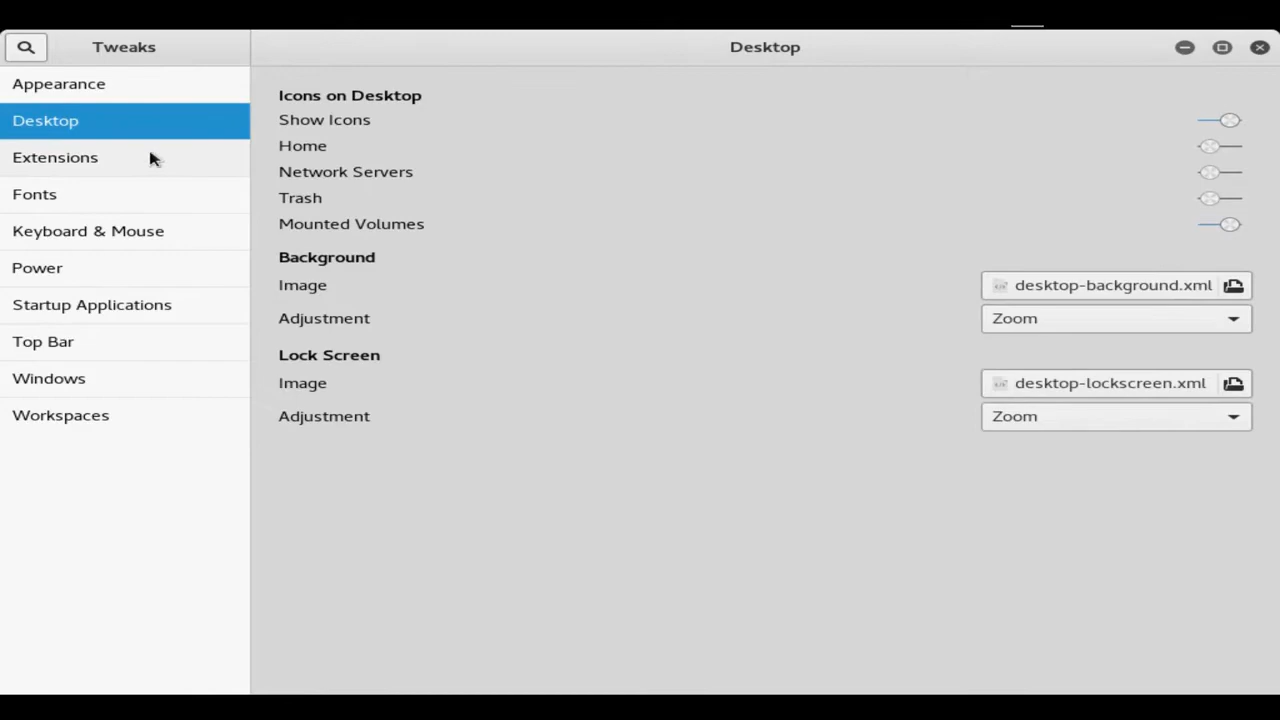 Tweaks
Desktop
Appearance
Desktop
Extensions
Fonts
Keyboard & Mouse
Power
Startup Applications
Top Bar
Windows
Workspaces
Icons on Desktop
Show Icons
Home
Network Servers
Trash
Mounted Volumes
Background
Image desktop-background.xml
Adjustment Zoom
Lock Screen
Image desktop-lockscreen.xml
Adjustment Zoom